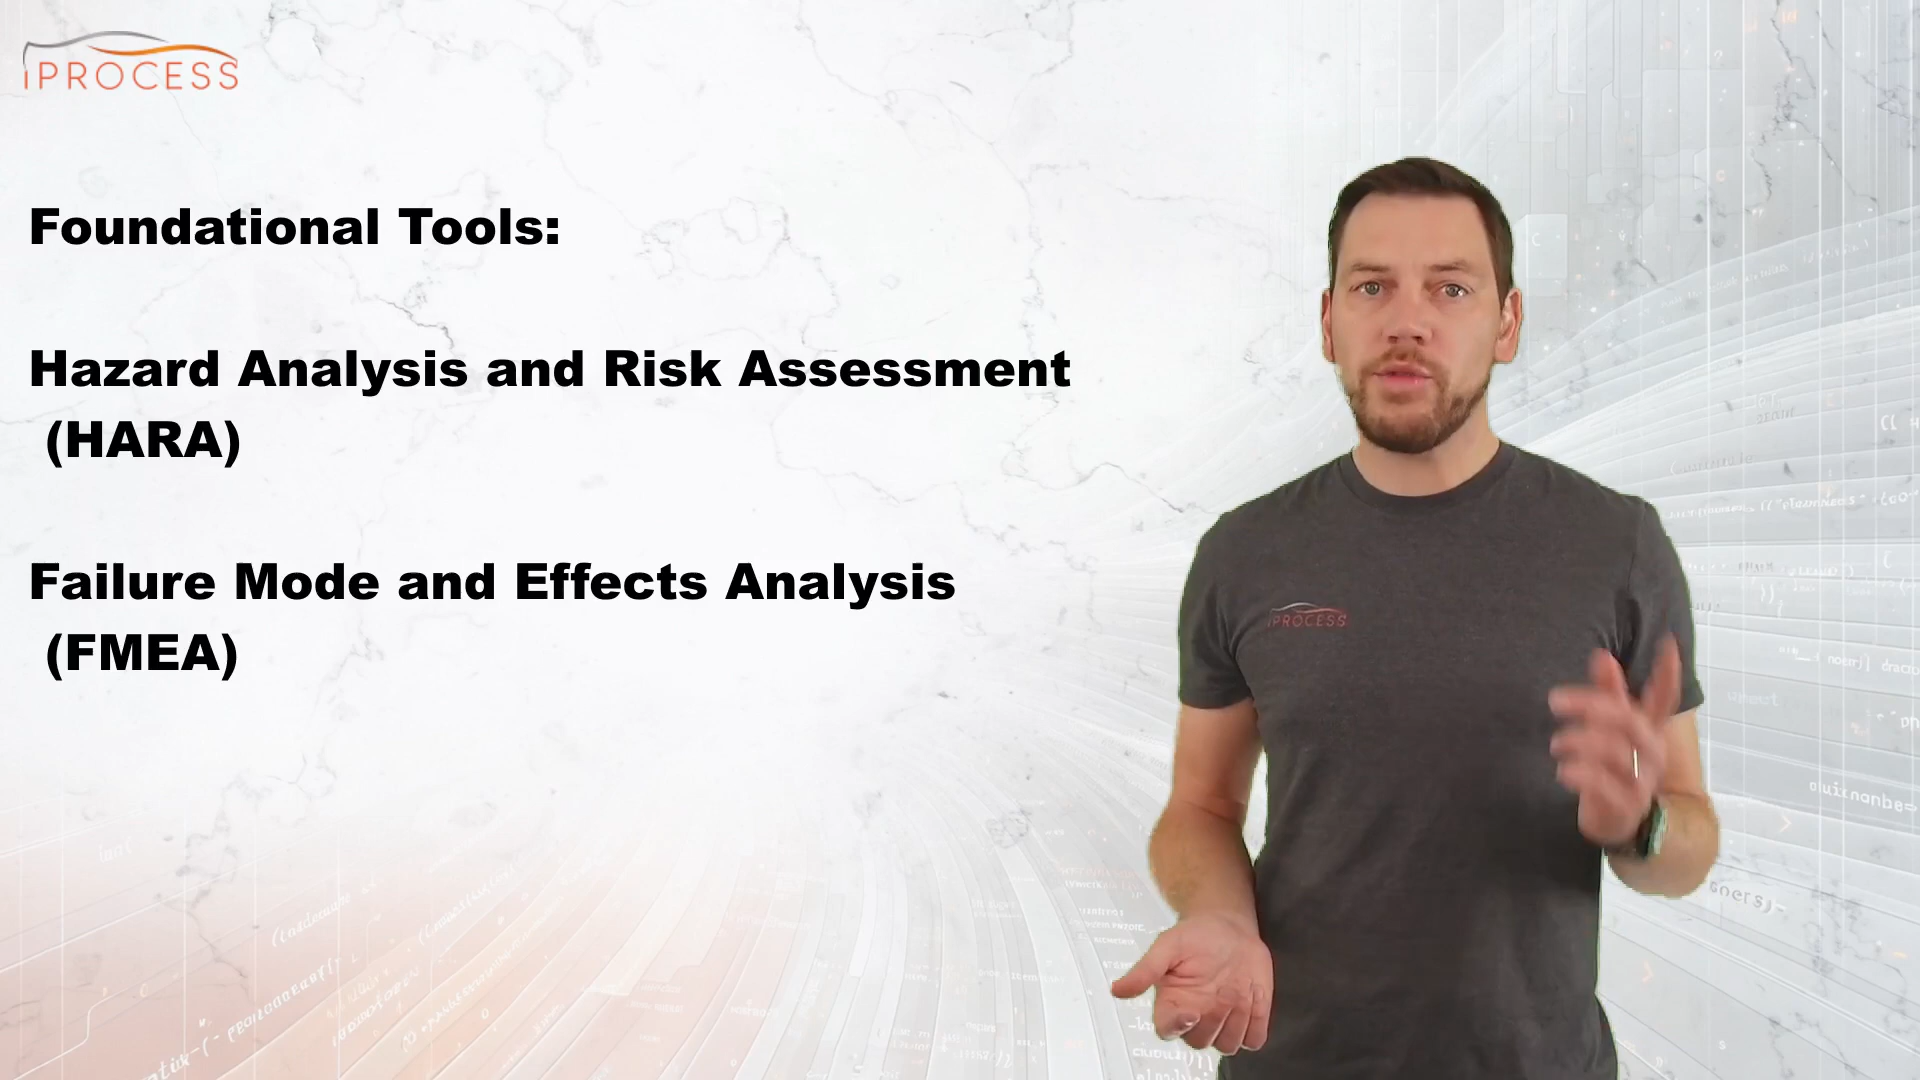 iPROCESS
Foundational Tools:
Hazard Analysis and Risk Assessment
(HARA)
Failure Mode and Effects Analysis
(FMEA)
iPROCESS